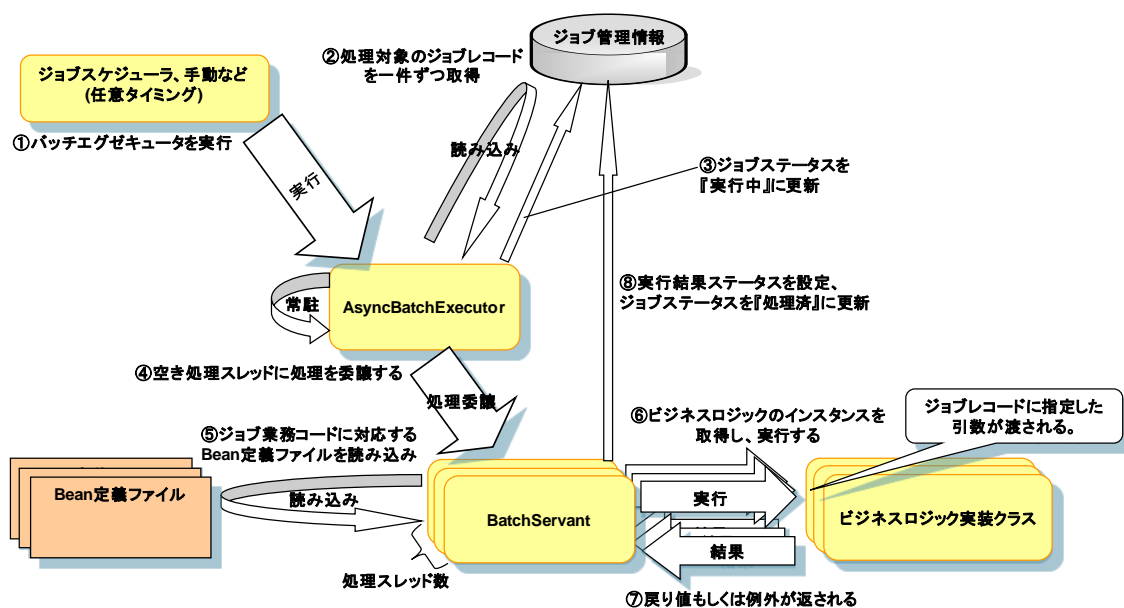 ジョブ管理情報
②処理対象のジョブレコード
を一件ずつ取得
ジョブスケジューラ、手動など
(任意タイミング)
①バッチエグゼキュータを実行
読み込み
実行
③ジョブステータスを
『実行中』に更新
⑧実行結果ステータスを設定、
ジョブステータスを『処理済』に更新
常駐
AsyncBatchExecutor
④空き処理スレッドに処理を委譲する
処理委譲
⑤ジョブ業務コードに対応する
Bean定義ファイルを読み込み
⑥ビジネスロジックのインスタンスを
取得し、実行する
ジョブレコードに指定した
引数が渡される。
Bean定義ファイル
読み込み
BatchServant
実行
結果
ビジネスロジック実装クラス
処理スレッド数
⑦戻り値もしくは例外が返される